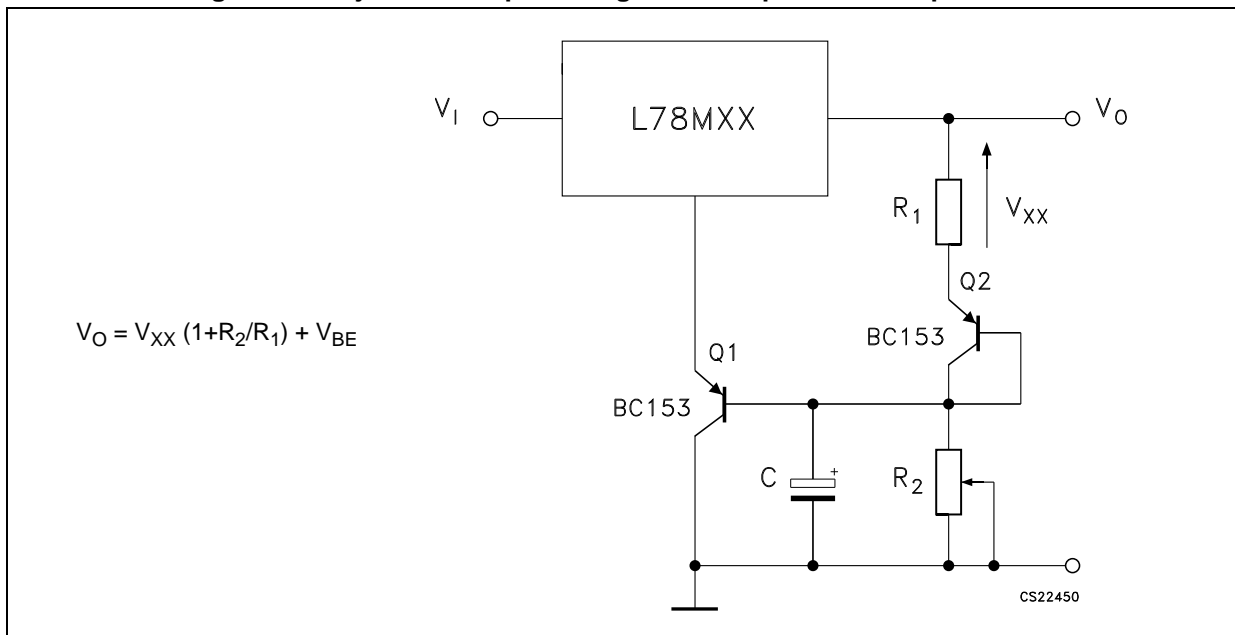 V_I
L78MXX
V_O
R_1
V_XX
Q2
BC153
V_O = V_XX (1+R_2/R_1) + V_BE
Q1
BC153
C
+
R_2
CS22450